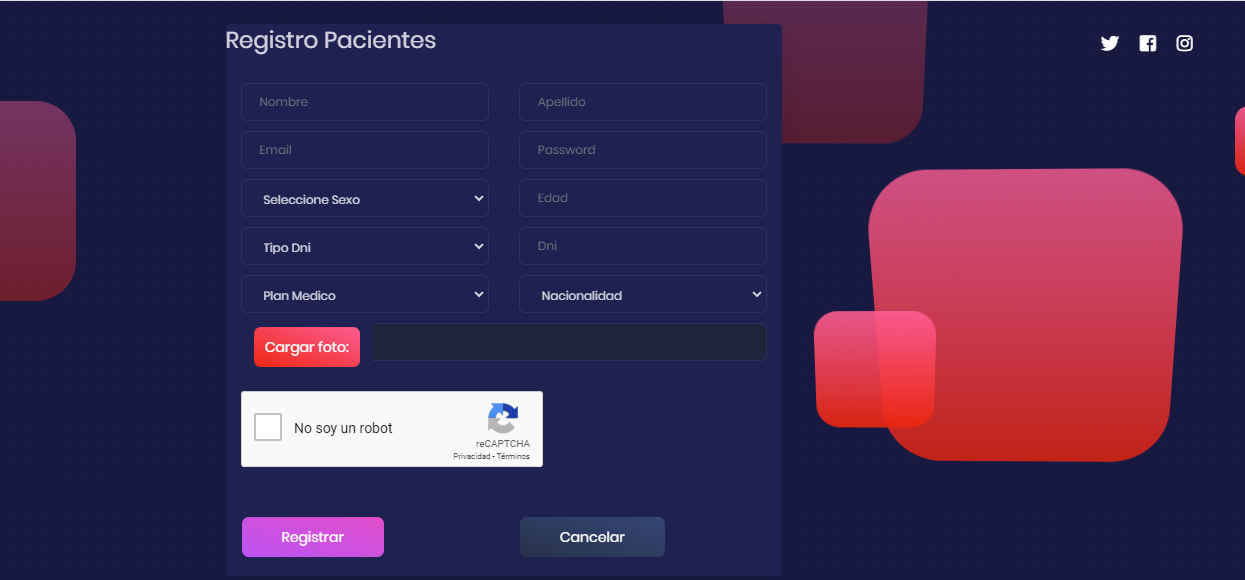 Registro Pacientes
Nombre
Apellido
Email
Password
Seleccione Sexo
Edad
Tipo Dni
Dni
Plan Medico
Nacionalidad
Cargar foto:
No soy un robot
reCAPTCHA
Privacidad - Términos
Registrar
Cancelar